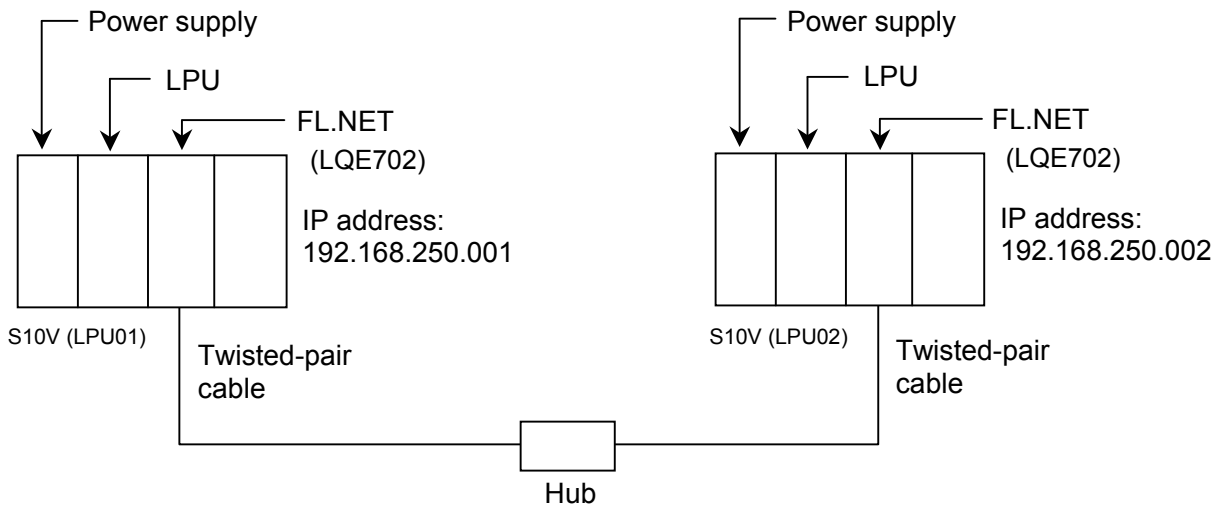 Power supply
LPU
FL.NET
(LQE702)
IP address:
192.168.250.001
S10V (LPU01)
Twisted-pair
cable
Power supply
LPU
FL.NET
(LQE702)
IP address:
192.168.250.002
S10V (LPU02)
Twisted-pair
cable
Hub